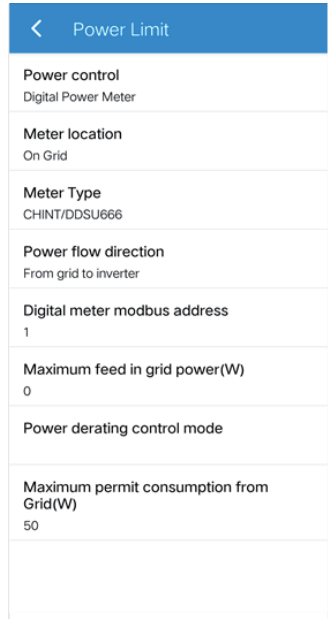 Power Limit
Power control
Digital Power Meter
Meter location
On Grid
Meter Type
CHINT/DDSU666
Power flow direction
From grid to inverter
Digital meter modbus address
1
Maximum feed in grid power(W)
0
Power derating control mode
Maximum permit consumption from
Grid(W)
50